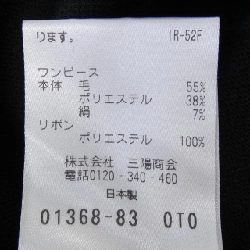 ります。 IR-52F
ワンピース
本体 毛 55%
ポリエステル 38%
絹 7%
リボン
ポリエステル 100%
株式会社 三陽商会
電話0120-340-460
日本製
01368-83 0T0